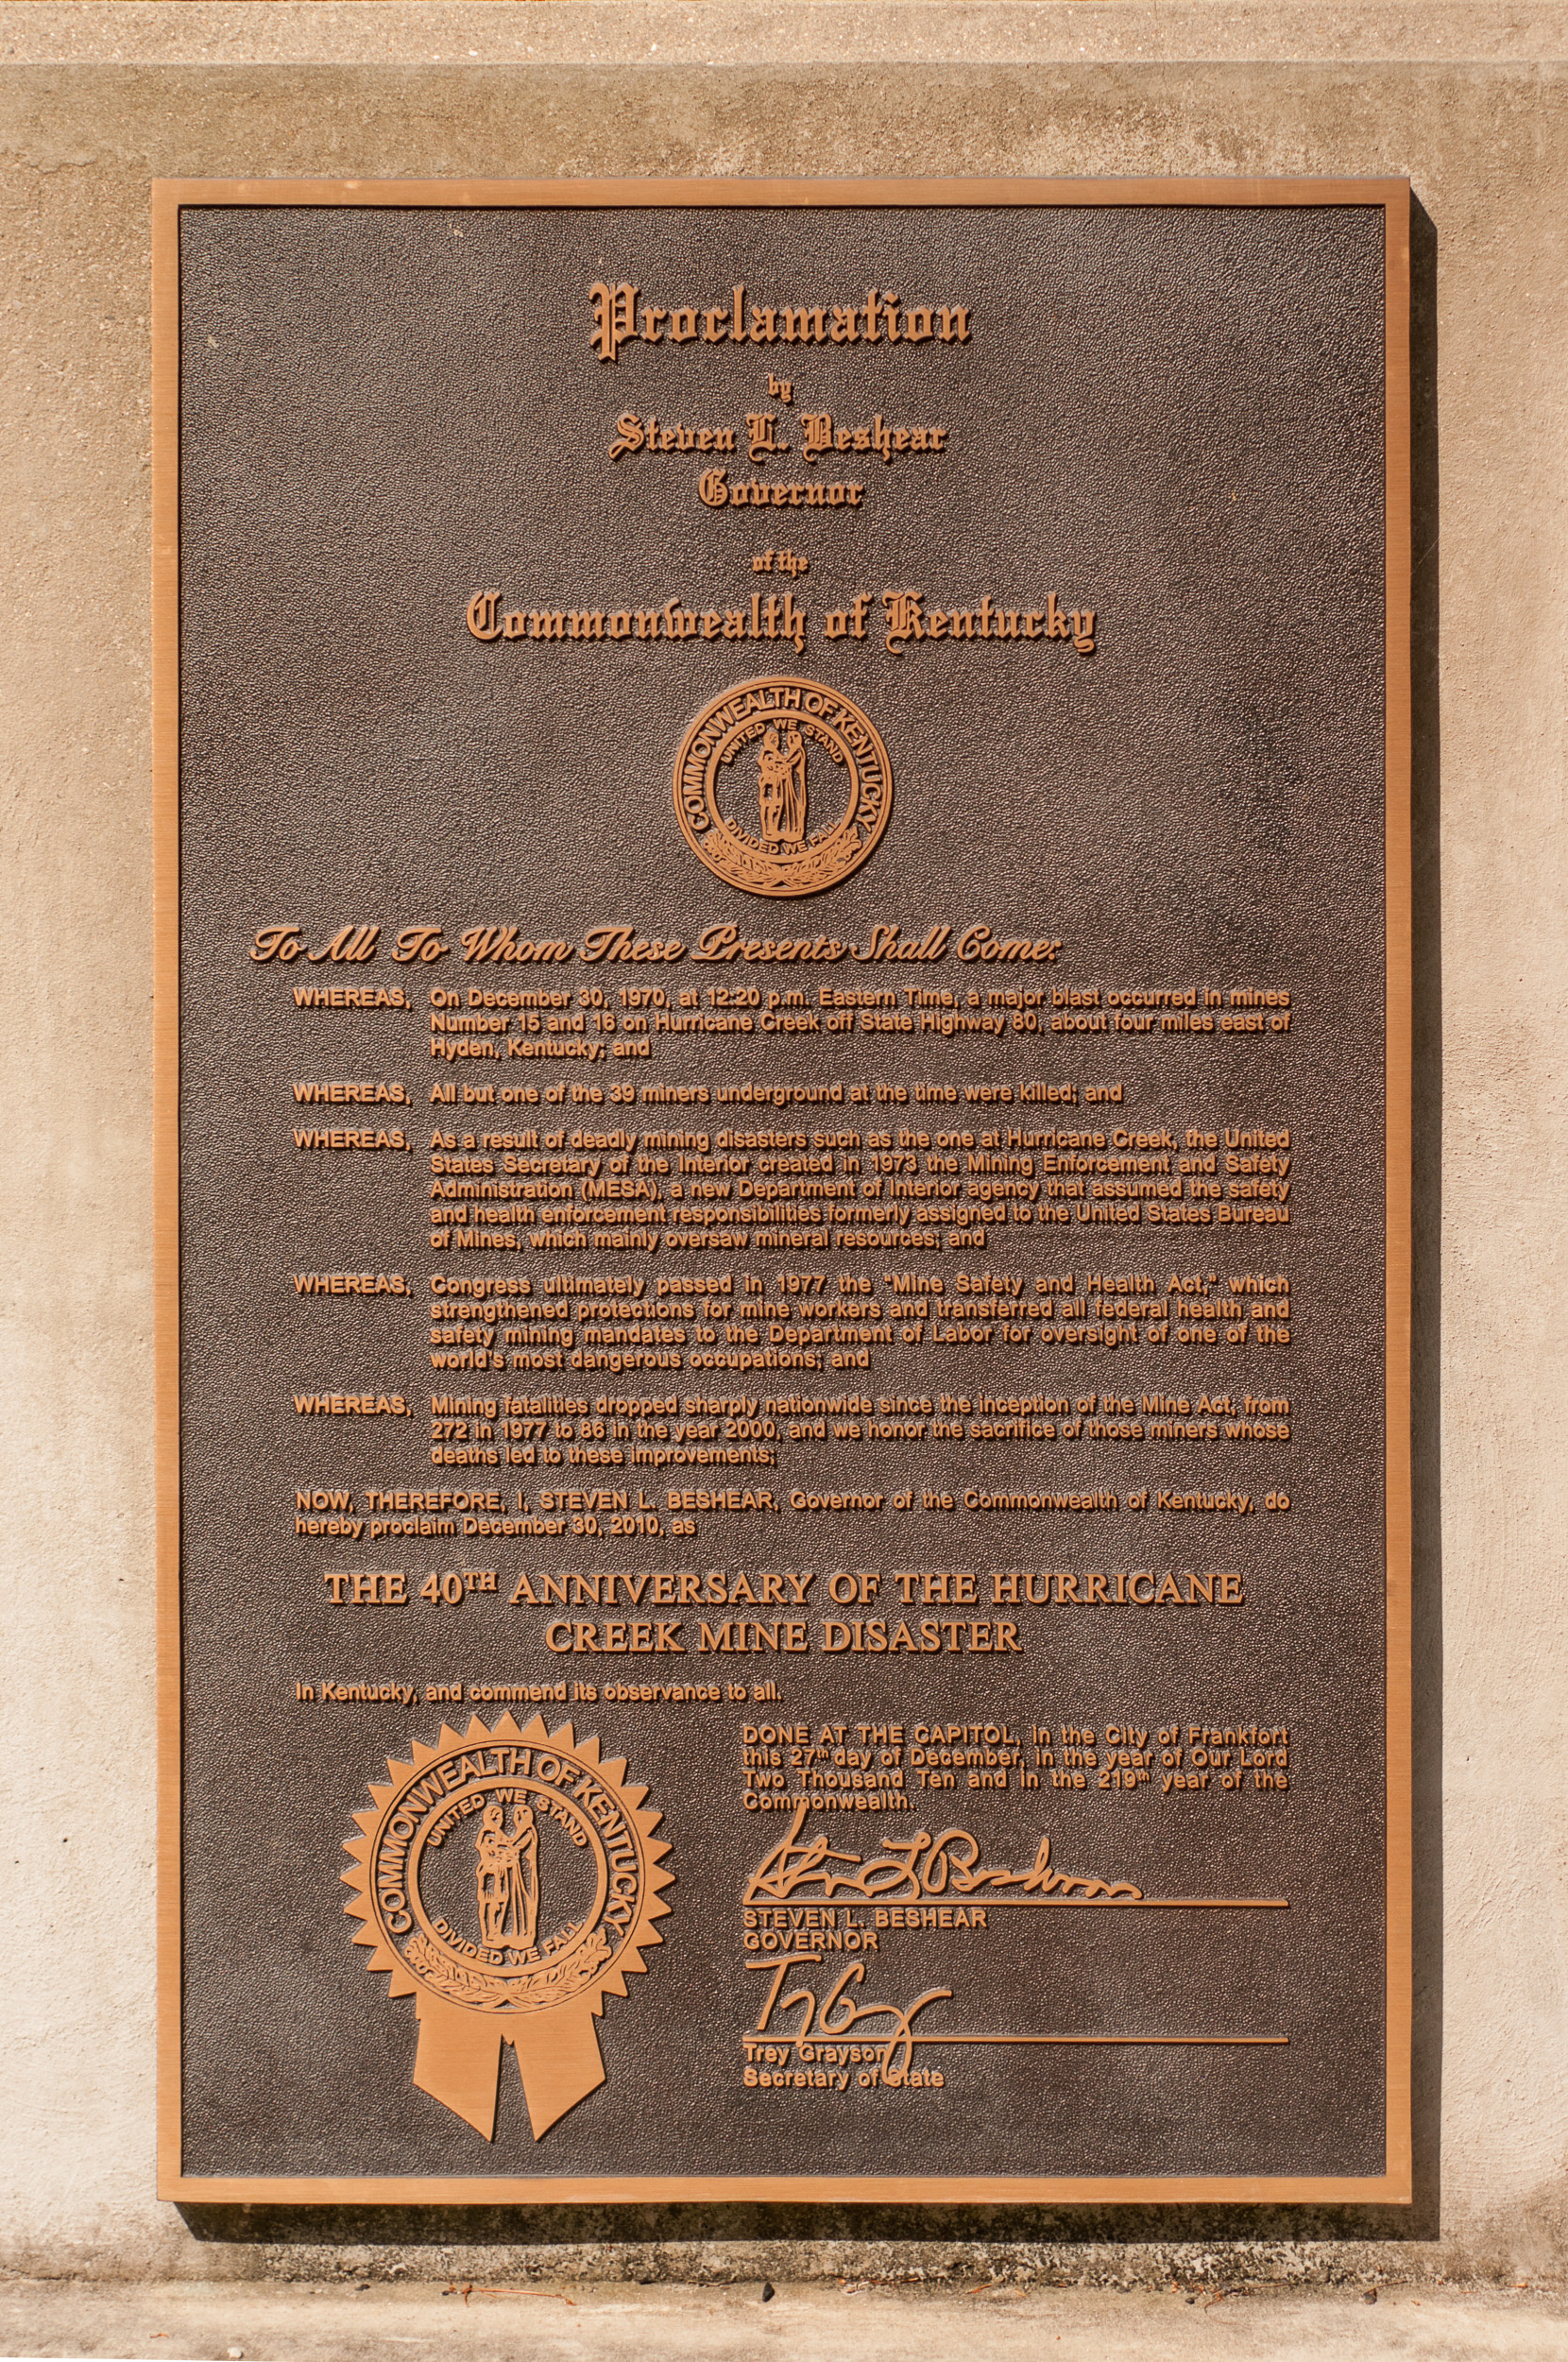 Proclamation
by
Steven L. Beshear
Governor
of the
Commonwealth of Kentucky
COMMONWEALTH OF KENTUCKY
UNITED WE STAND
DIVIDED WE FALL
To All To Whom These Presents Shall Come:
WHEREAS, On December 30, 1970, at 12:20 p.m. Eastern Time, a major blast occurred in mines
Number 15 and 16 on Hurricane Creek off State Highway 80, about four miles east of
Hyden, Kentucky; and
WHEREAS, All but one of the 39 miners underground at the time were killed; and
WHEREAS, As a result of deadly mining disasters such as the one at Hurricane Creek, the United
States Secretary of the Interior created in 1973 the Mining Enforcement and Safety
Administration (MESA), a new Department of Interior agency that assumed the safety
and health enforcement responsibilities formerly assigned to the United States Bureau
of Mines, which mainly oversaw mineral resources; and
WHEREAS, Congress ultimately passed in 1977 the "Mine Safety and Health Act," which
strengthened protections for mine workers and transferred all federal health and
safety mining mandates to the Department of Labor for oversight of one of the
world's most dangerous occupations; and
WHEREAS, Mining fatalities dropped sharply nationwide since the inception of the Mine Act, from
272 in 1977 to 86 in the year 2000, and we honor the sacrifice of those miners whose
deaths led to these improvements;
NOW, THEREFORE, I, STEVEN L. BESHEAR, Governor of the Commonwealth of Kentucky, do
hereby proclaim December 30, 2010, as
THE 40TH ANNIVERSARY OF THE HURRICANE
CREEK MINE DISASTER
In Kentucky, and commend its observance to all.
COMMONWEALTH OF KENTUCKY
UNITED WE STAND
DIVIDED WE FALL
DONE AT THE CAPITOL, in the City of Frankfort
this 27th day of December, in the year of Our Lord
Two Thousand Ten and in the 219th year of the
Commonwealth.
Steven L Beshear
STEVEN L. BESHEAR
GOVERNOR
Trey Grayson
Trey Grayson
Secretary of State